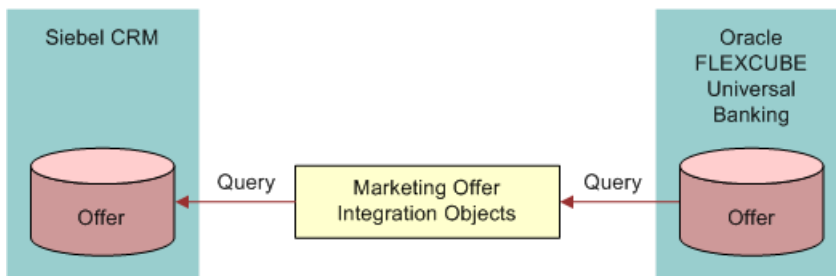 Siebel CRM
Oracle
FLEXCUBE
Universal
Banking
Query
Marketing Offer
Integration Objects
Query
Offer
Offer